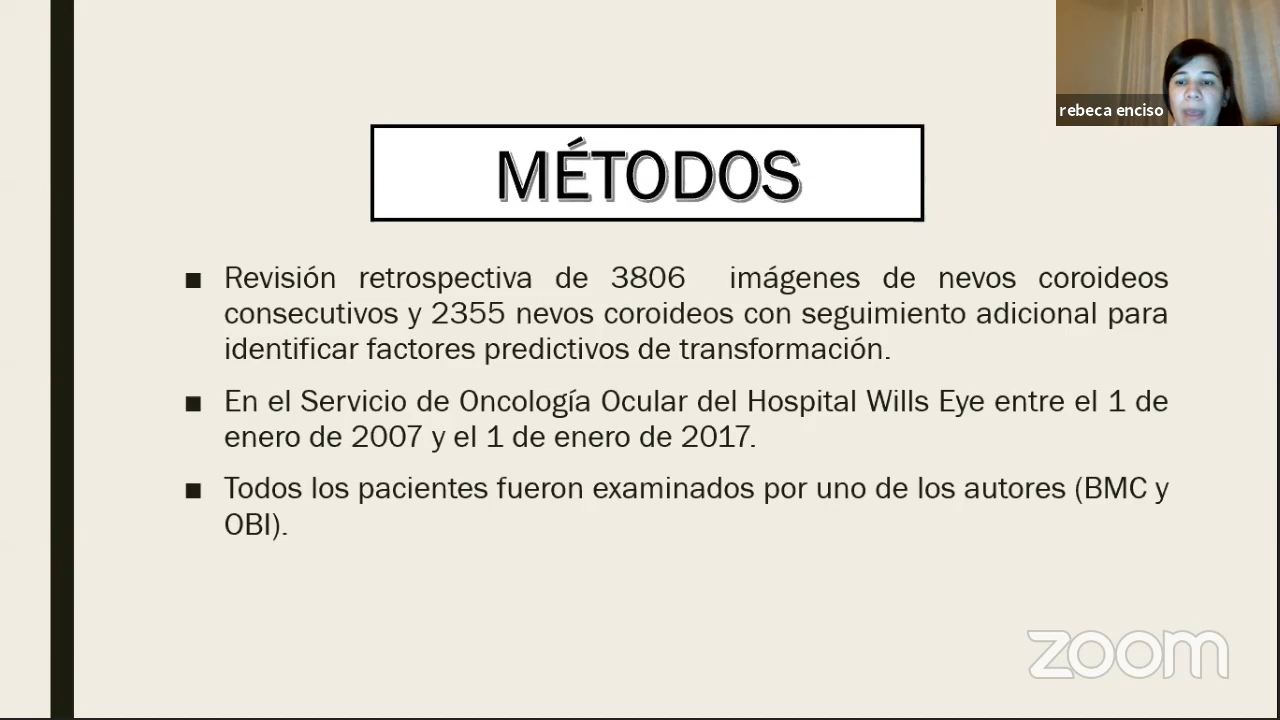 rebeca enciso
MÉTODOS
■ Revisión retrospectiva de 3806 imágenes de nevos coroideos
consecutivos y 2355 nevos coroideos con seguimiento adicional para
identificar factores predictivos de transformación.
■ En el Servicio de Oncología Ocular del Hospital Wills Eye entre el 1 de
enero de 2007 y el 1 de enero de 2017.
■ Todos los pacientes fueron examinados por uno de los autores (BMC y
OBI).
zoom